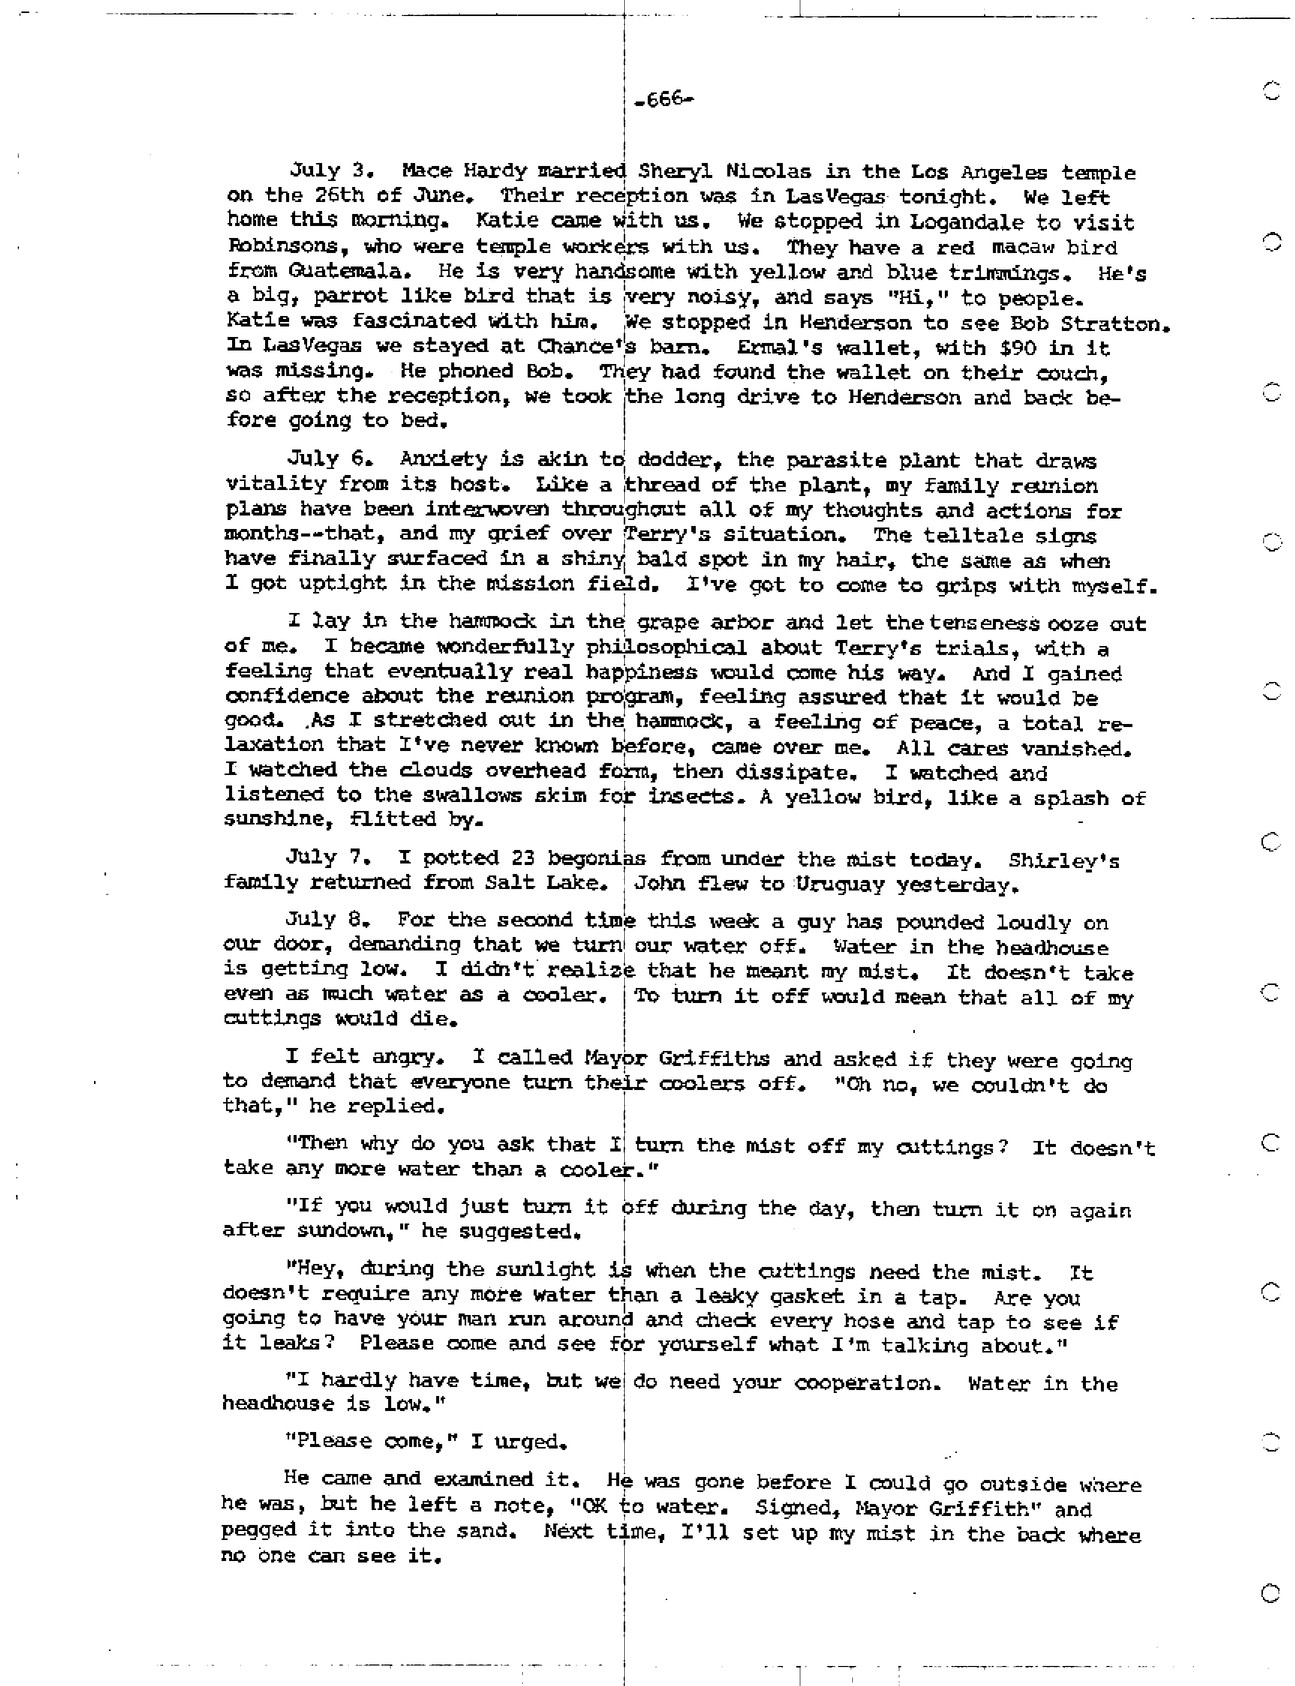 -666-
July 3. Mace Hardy married Sheryl Nicolas in the Los Angeles temple
on the 26th of June. Their reception was in LasVegas tonight. We left
home this morning. Katie came with us. We stopped in Logandale to visit
Robinsons, who were temple workers with us. They have a red macaw bird
from Guatemala. He is very handsome with yellow and blue trimmings. He's
a big, parrot like bird that is very noisy, and says "Hi," to people.
Katie was fascinated with him. We stopped in Henderson to see Bob Stratton.
In LasVegas we stayed at Chance's barn. Ermal's wallet, with $90 in it
was missing. He phoned Bob. They had found the wallet on their couch,
so after the reception, we took the long drive to Henderson and back be-
fore going to bed.
July 6. Anxiety is akin to dodder, the parasite plant that draws
vitality from its host. Like a thread of the plant, my family reunion
plans have been interwoven throughout all of my thoughts and actions for
months--that, and my grief over Terry's situation. The telltale signs
have finally surfaced in a shiny bald spot in my hair, the same as when
I got uptight in the mission field. I've got to come to grips with myself.
I lay in the hammock in the grape arbor and let the tenseness ooze out
of me. I became wonderfully philosophical about Terry's trials, with a
feeling that eventually real happiness would come his way. And I gained
confidence about the reunion program, feeling assured that it would be
good. As I stretched out in the hammock, a feeling of peace, a total re-
laxation that I've never known before, came over me. All cares vanished.
I watched the clouds overhead form, then dissipate. I watched and
listened to the swallows skim for insects. A yellow bird, like a splash of
sunshine, flitted by.
July 7. I potted 23 begonias from under the mist today. Shirley's
family returned from Salt Lake. John flew to Uruguay yesterday.
July 8. For the second time this week a guy has pounded loudly on
our door, demanding that we turn our water off. Water in the headhouse
is getting low. I didn't realize that he meant my mist. It doesn't take
even as much water as a cooler. To turn it off would mean that all of my
cuttings would die.
I felt angry. I called Mayor Griffiths and asked if they were going
to demand that everyone turn their coolers off. "Oh no, we couldn't do
that," he replied.
"Then why do you ask that I turn the mist off my cuttings? It doesn't
take any more water than a cooler."
"If you would just turn it off during the day, then turn it on again
after sundown," he suggested.
"Hey, during the sunlight is when the cuttings need the mist. It
doesn't require any more water than a leaky gasket in a tap. Are you
going to have your man run around and check every hose and tap to see if
it leaks? Please come and see for yourself what I'm talking about."
"I hardly have time, but we do need your cooperation. Water in the
headhouse is low."
"Please come," I urged.
He came and examined it. He was gone before I could go outside where
he was, but he left a note, "OK to water. Signed, Mayor Griffith" and
pegged it into the sand. Next time, I'll set up my mist in the back where
no one can see it.